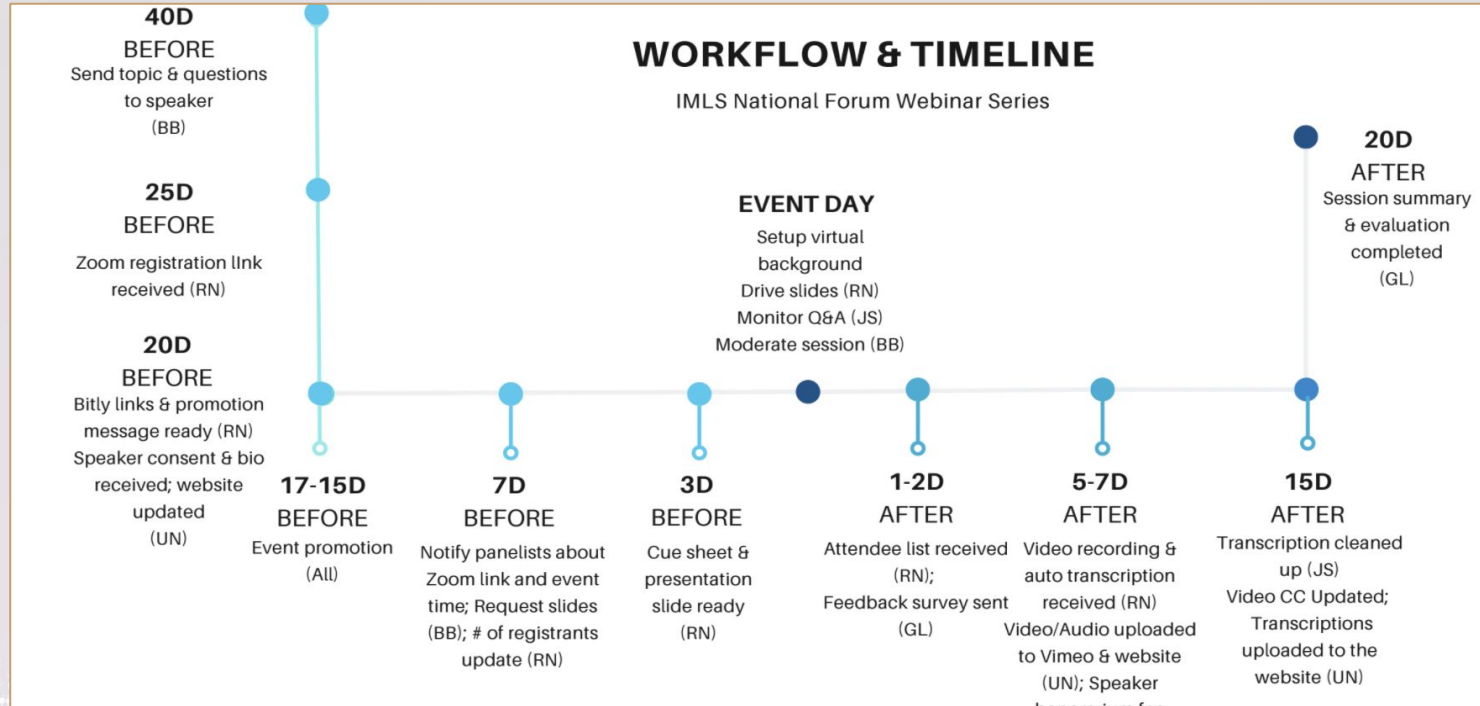 WORKFLOW & TIMELINE
IMLS National Forum Webinar Series
40D
BEFORE
Send topic & questions
to speaker
(BB)
25D
BEFORE
Zoom registration lInk
received (RN)
20D
BEFORE
Bitly links & promotion
message ready (RN)
Speaker consent & bio
received; website
updated
(UN)
17-15D
BEFORE
Event promotion
(All)
7D
BEFORE
Notify panelists about
Zoom link and event
time; Request slides
(BB); # of registrants
update (RN)
3D
BEFORE
Cue sheet &
presentation
slide ready
(RN)
EVENT DAY
Setup virtual
background
Drive slides (RN)
Monitor Q&A (JS)
Moderate session (BB)
1-2D
AFTER
Attendee list received
(RN);
Feedback survey sent
(GL)
5-7D
AFTER
Video recording &
auto transcription
received (RN)
Video/Audio uploaded
to Vimeo & website
(UN); Speaker
15D
AFTER
Transcription cleaned
up (JS)
Video CC Updated;
Transcriptions
uploaded to the
website (UN)
20D
AFTER
Session summary
& evaluation
completed
(GL)